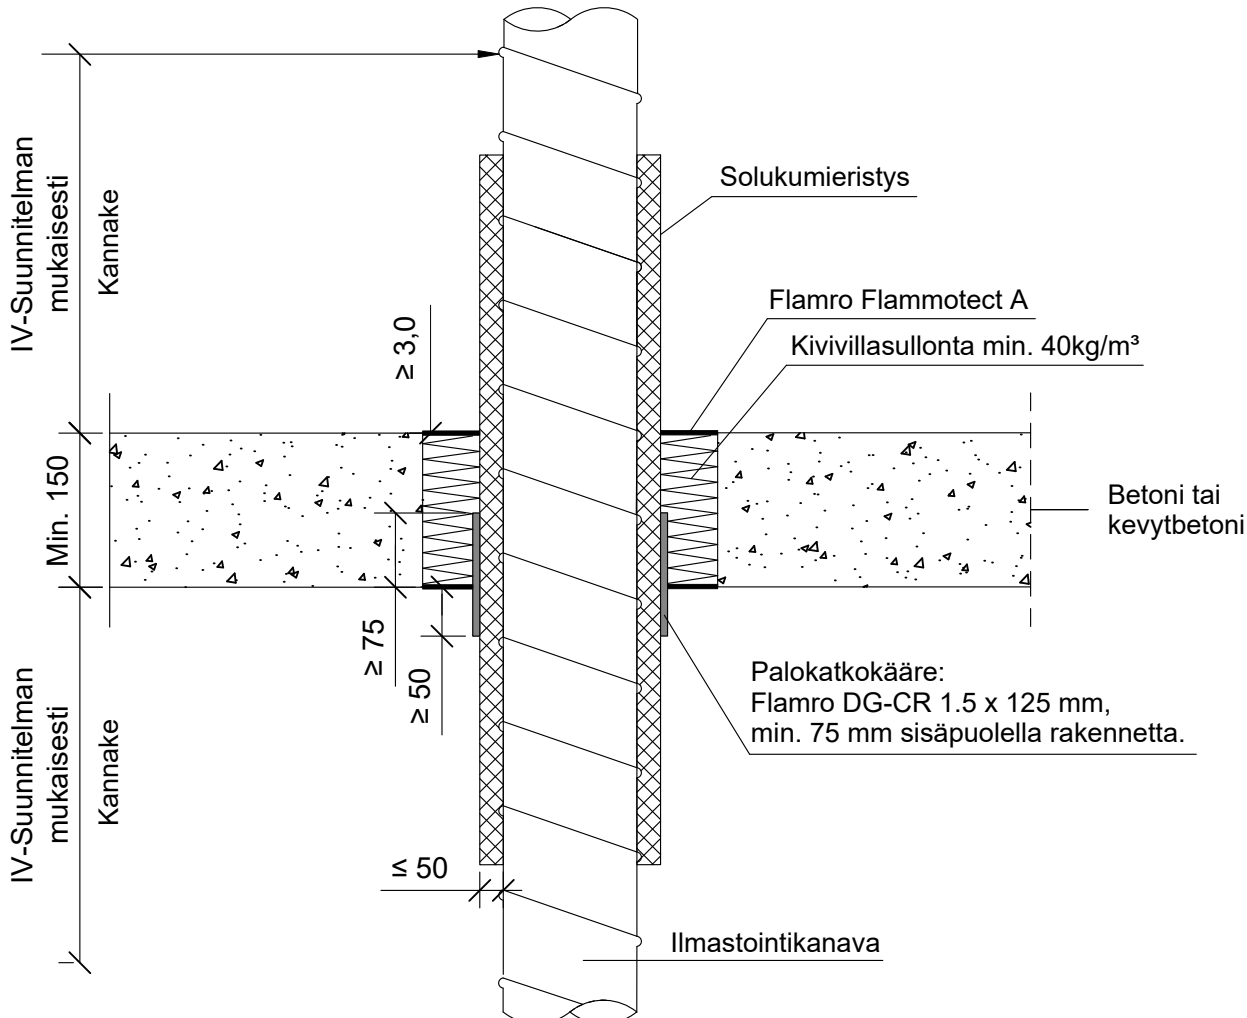 IV-Suunnitelman
mukaisesti
Kannake
Solukumieristys
Flamro Flammotect A
≥ 3,0
Kivivillasullonta min. 40kg/m³
Min. 150
Betoni tai
kevytbetoni
≥ 75
≥ 50
Palokatkokääre:
Flamro DG-CR 1.5 x 125 mm,
min. 75 mm sisäpuolella rakennetta.
IV-Suunnitelman
mukaisesti
Kannake
≤ 50
Ilmastointikanava